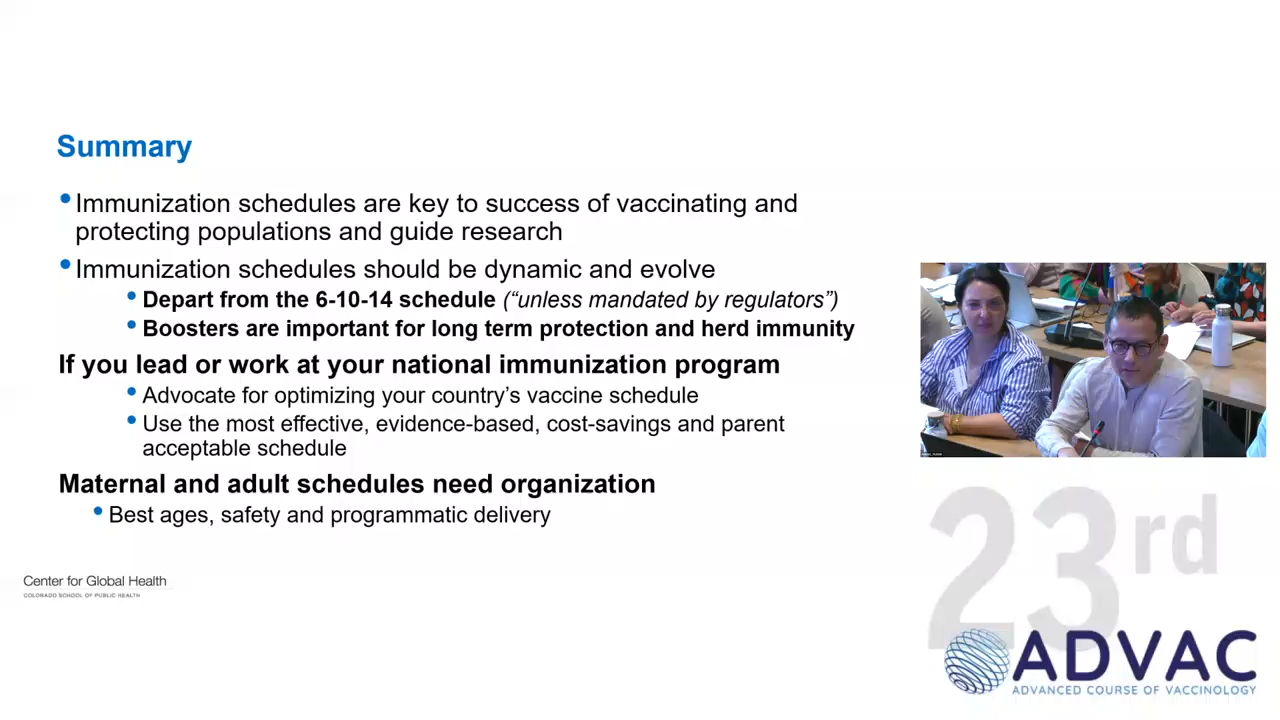 Summary
•Immunization schedules are key to success of vaccinating and
protecting populations and guide research
•Immunization schedules should be dynamic and evolve
•Depart from the 6-10-14 schedule (“unless mandated by regulators”)
•Boosters are important for long term protection and herd immunity
If you lead or work at your national immunization program
•Advocate for optimizing your country’s vaccine schedule
•Use the most effective, evidence-based, cost-savings and parent
acceptable schedule
Maternal and adult schedules need organization
•Best ages, safety and programmatic delivery
Center for Global Health
COLORADO SCHOOL OF PUBLIC HEALTH
23rd
ADVAC
ADVANCED COURSE OF VACCINOLOGY